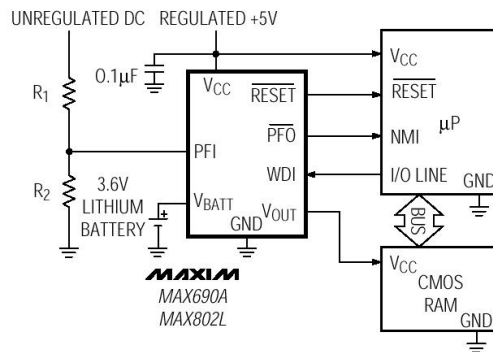 UNREGULATED DC
REGULATED +5V
0.1μF
R1
R2
VCC
RESET
PFO
PFI
WDI
VBATT
VOUT
GND
3.6V
LITHIUM
BATTERY
VCC
RESET
μP
NMI
I/O LINE
GND
BUS
VCC
CMOS
RAM
GND
MAXIM
MAX690A
MAX802L